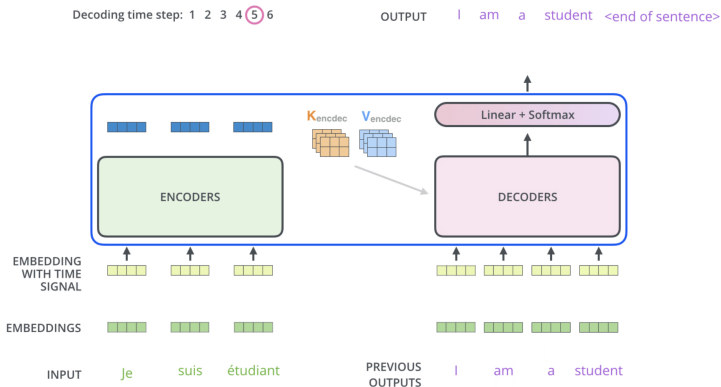 Decoding time step: 1 2 3 4 5 6
OUTPUT I am a student <end of sentence>
Kencdec Vencdec
Linear + Softmax
ENCODERS
DECODERS
EMBEDDING
WITH TIME
SIGNAL
EMBEDDINGS
INPUT Je suis étudiant
PREVIOUS
OUTPUTS
I am a student